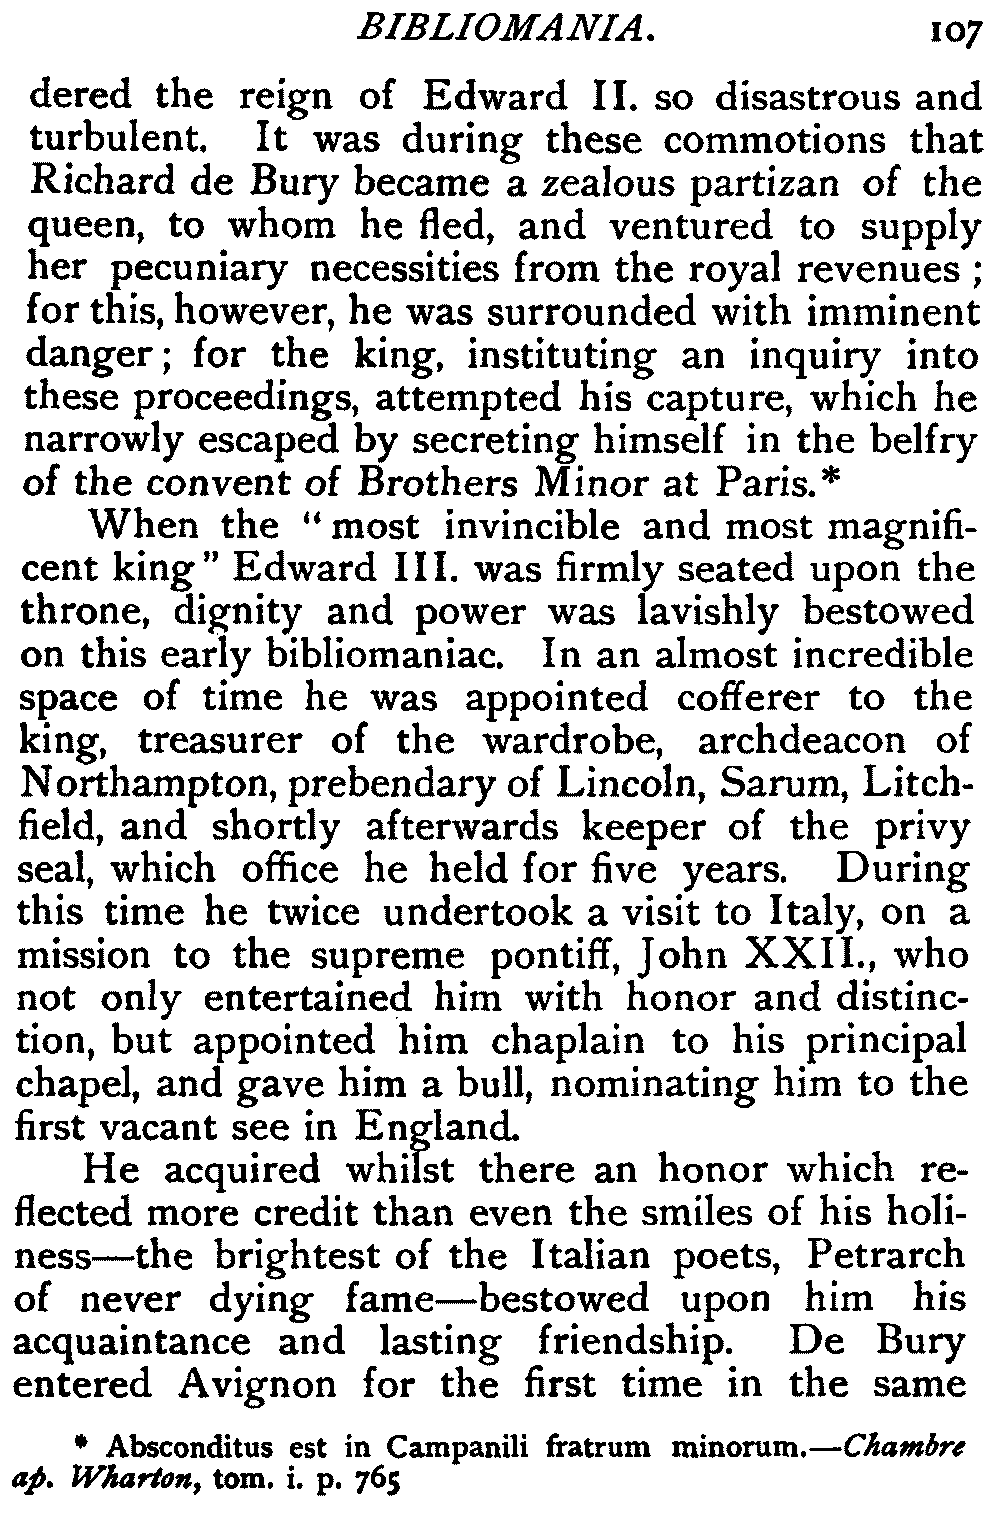 BIBLIOMANIA. 107
dered the reign of Edward II. so disastrous and
turbulent. It was during these commotions that
Richard de Bury became a zealous partizan of the
queen, to whom he fled, and ventured to supply
her pecuniary necessities from the royal revenues ;
for this, however, he was surrounded with imminent
danger ; for the king, instituting an inquiry into
these proceedings, attempted his capture, which he
narrowly escaped by secreting himself in the belfry
of the convent of Brothers Minor at Paris.*
When the “ most invincible and most magnifi-
cent king ” Edward III. was firmly seated upon the
throne, dignity and power was lavishly bestowed
on this early bibliomaniac. In an almost incredible
space of time he was appointed cofferer to the
king, treasurer of the wardrobe, archdeacon of
Northampton, prebendary of Lincoln, Sarum, Litch-
field, and shortly afterwards keeper of the privy
seal, which office he held for five years. During
this time he twice undertook a visit to Italy, on a
mission to the supreme pontiff, John XXII., who
not only entertained him with honor and distinc-
tion, but appointed him chaplain to his principal
chapel, and gave him a bull, nominating him to the
first vacant see in England.
He acquired whilst there an honor which re-
flected more credit than even the smiles of his holi-
ness—the brightest of the Italian poets, Petrarch
of never dying fame—bestowed upon him his
acquaintance and lasting friendship. De Bury
entered Avignon for the first time in the same
* Absconditus est in Campanili fratrum minorum.—Chambre
ap. Wharton, tom. i. p. 765